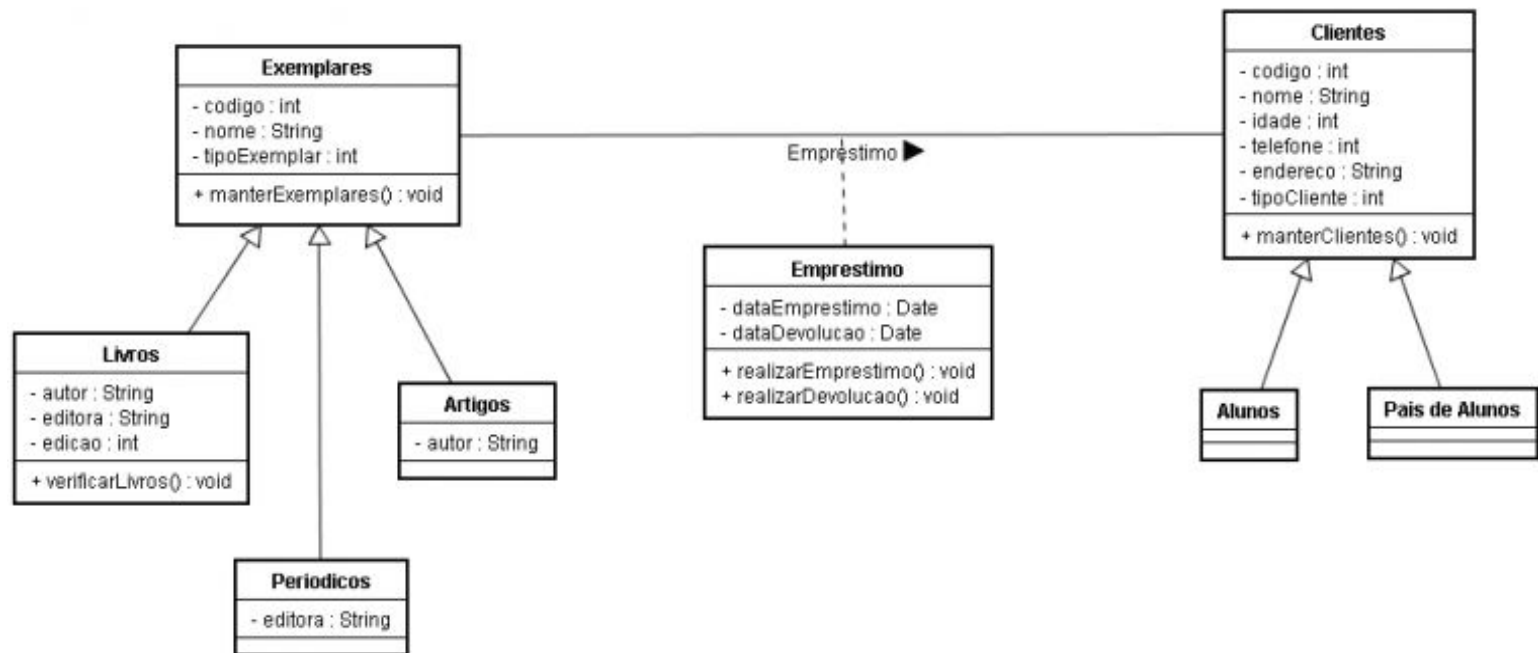 Exemplares
- codigo : int
- nome : String
- tipoExemplar : int
+ manterExemplares() : void
Emprestimo ▶
Clientes
- codigo : int
- nome : String
- idade : int
- telefone : int
- endereco : String
- tipoCliente : int
+ manterClientes() : void
Emprestimo
- dataEmprestimo : Date
- dataDevolucao : Date
+ realizarEmprestimo() : void
+ realizarDevolucao() : void
Livros
- autor : String
- editora : String
- edicao : int
+ verificarLivros() : void
Artigos
- autor : String
Periodicos
- editora : String
Alunos
Pais de Alunos